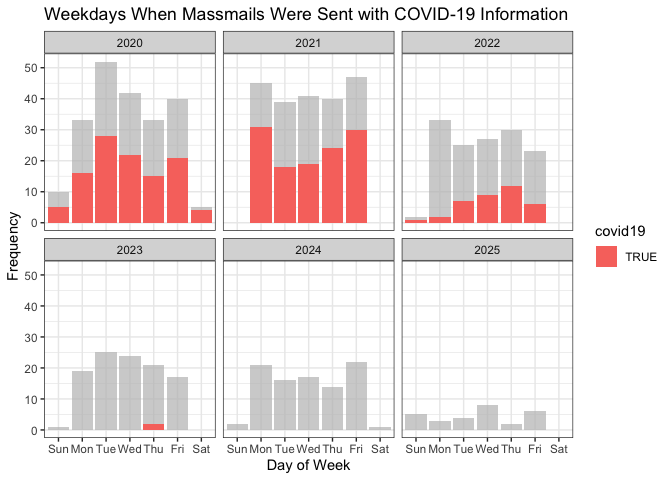 Weekdays When Massmails Were Sent with COVID-19 Information
2020 2021 2022
50
40
30
20
10
0
Frequency
covid19
TRUE
2023 2024 2025
50
40
30
20
10
0
Sun Mon Tue Wed Thu Fri Sat Sun Mon Tue Wed Thu Fri Sat Sun Mon Tue Wed Thu Fri Sat
Day of Week